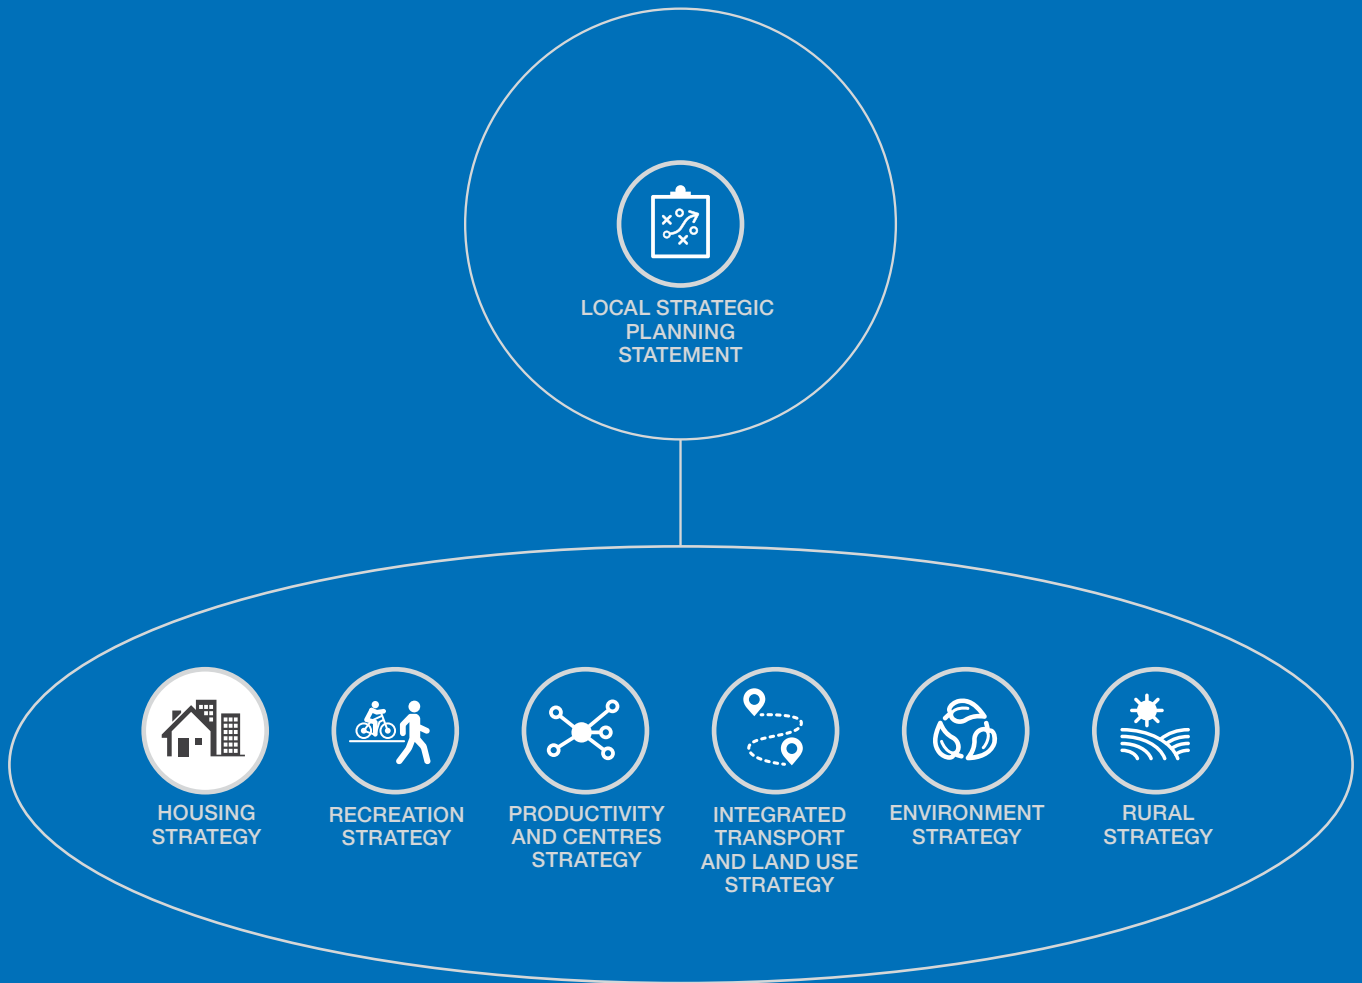 LOCAL STRATEGIC
PLANNING
STATEMENT
HOUSING
STRATEGY
RECREATION
STRATEGY
PRODUCTIVITY
AND CENTRES
STRATEGY
INTEGRATED
TRANSPORT
AND LAND USE
STRATEGY
ENVIRONMENT
STRATEGY
RURAL
STRATEGY